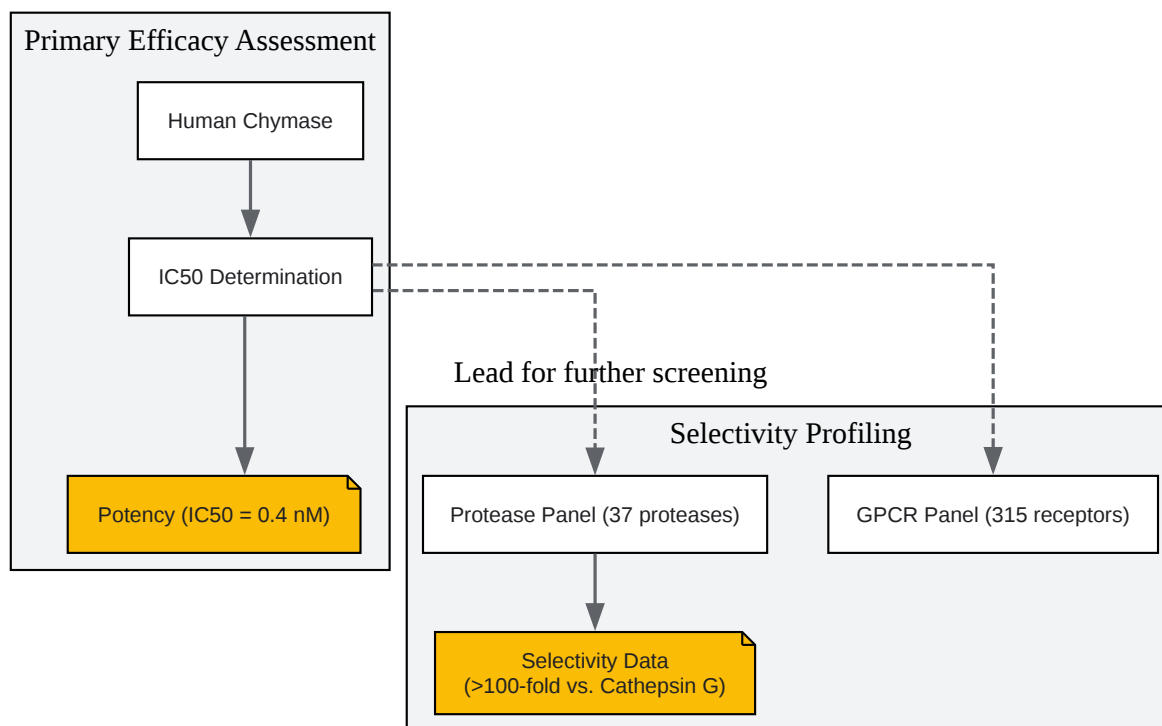 Primary Efficacy Assessment
Human Chymase
IC50 Determination
Potency (IC50 = 0.4 nM)
Lead for further screening
Selectivity Profiling
Protease Panel (37 proteases)
GPCR Panel (315 receptors)
Selectivity Data
(>100-fold vs. Cathepsin G)